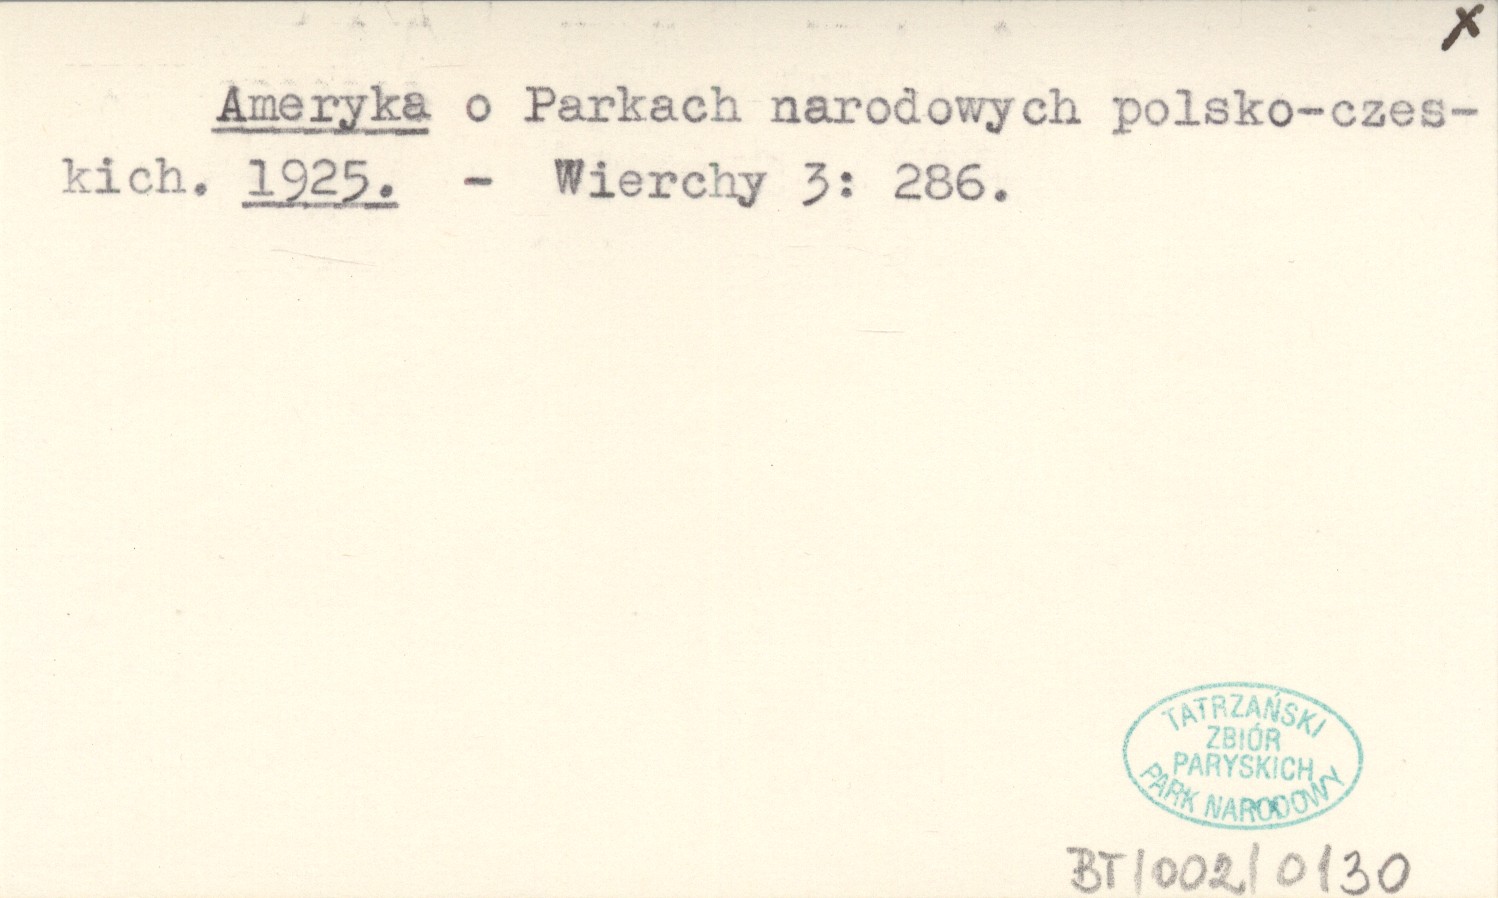 x
Ameryka o Parkach narodowych polsko-czes-
kich. 1925. - Wierchy 3: 286.
TATRZAŃSKI
ZBIÓR
PARYSKICH
PARK NARODOWY
BT/002/0130